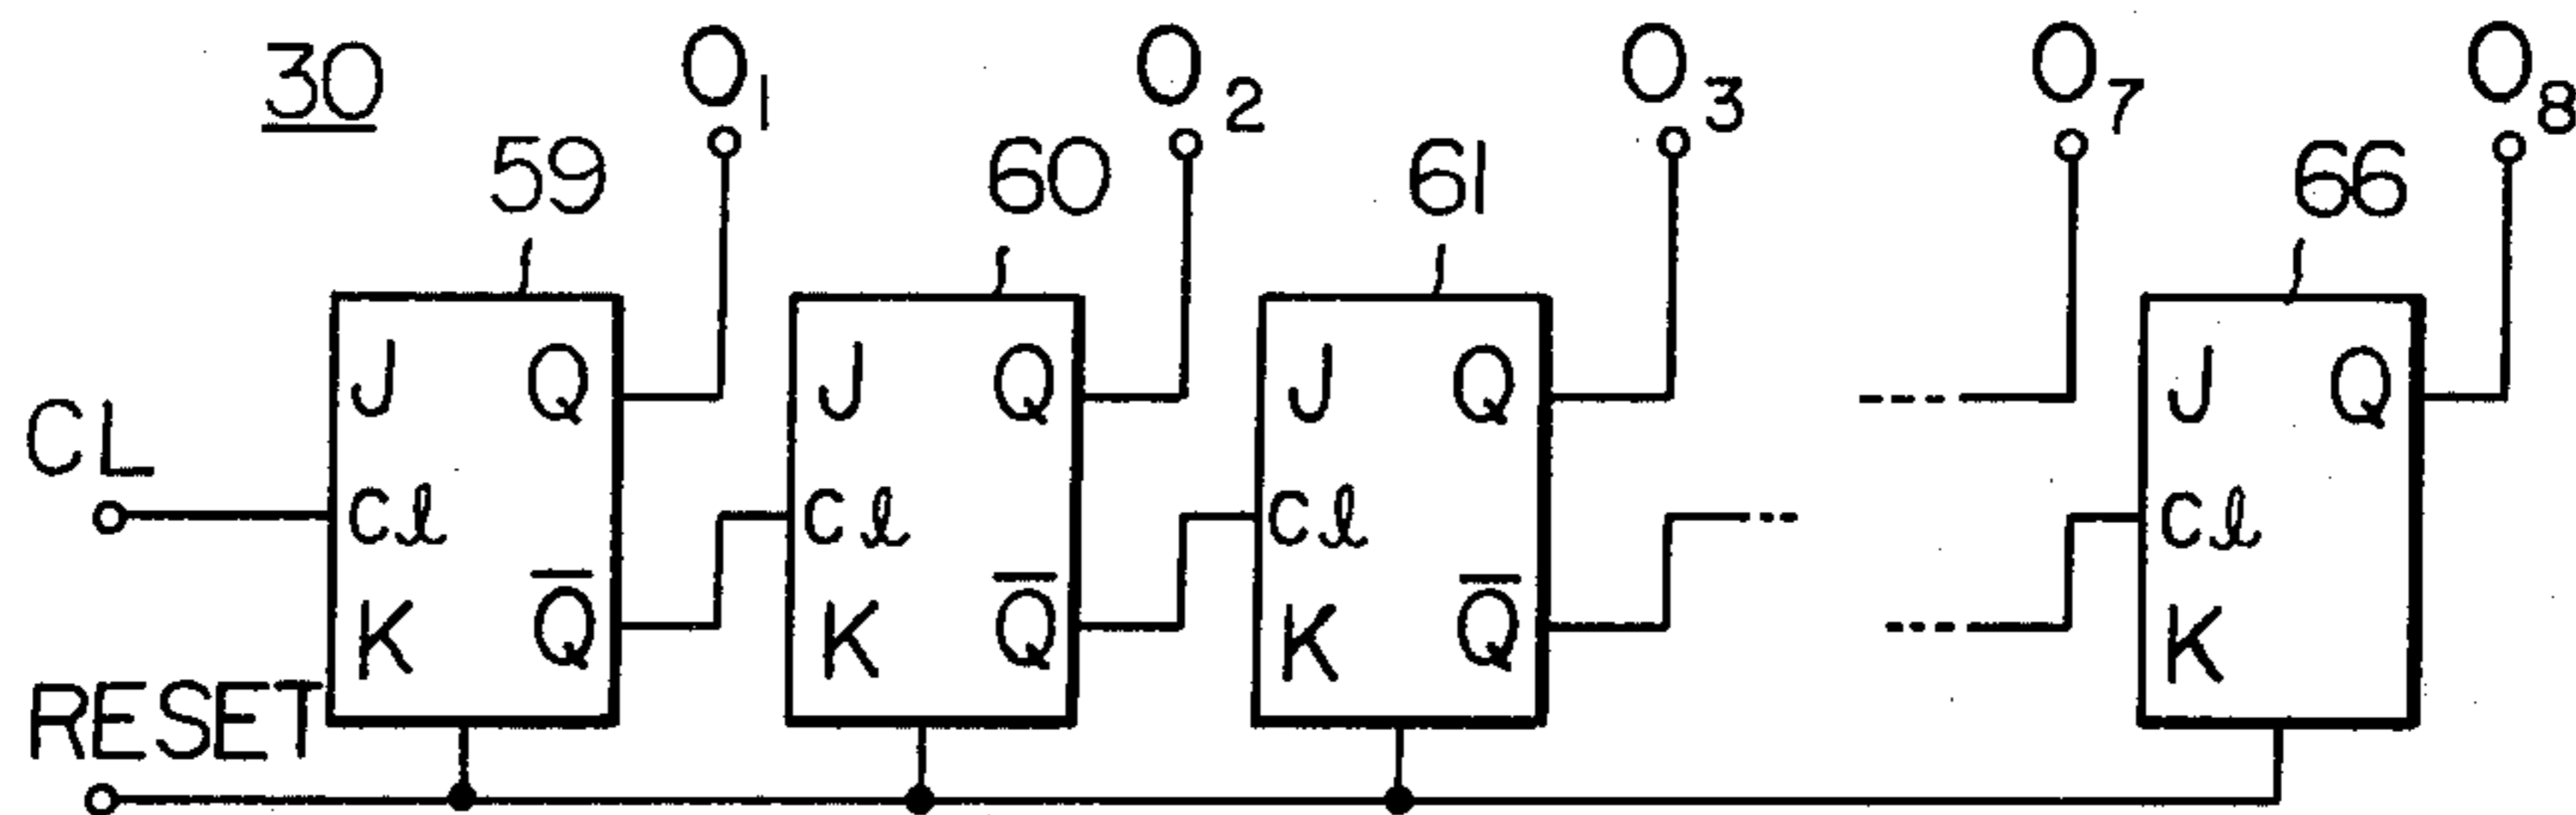 30 O1 O2 O3 O7 O8
59 60 61 66
J Q J Q J Q J Q
CL Cl Cl Cl Cl
K Q̅ K Q̅ K Q̅ K
RESET